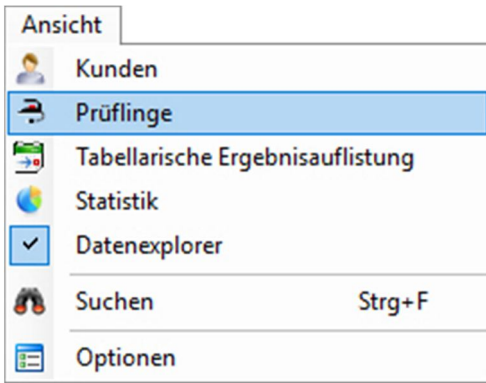 Ansicht
Kunden
Prüflinge
Tabellarische Ergebnisauflistung
Statistik
Datenexplorer
Suchen Strg+F
Optionen